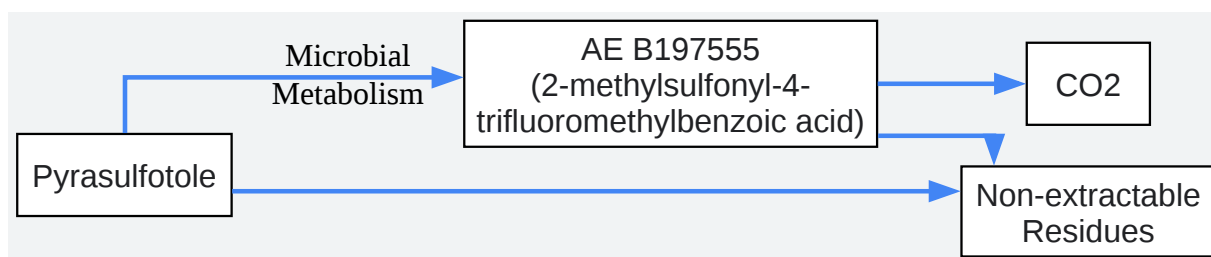 Microbial
Metabolism
AE B197555
(2-methylsulfonyl-4-
trifluoromethylbenzoic acid)
CO2
Pyrasulfotole
Non-extractable
Residues